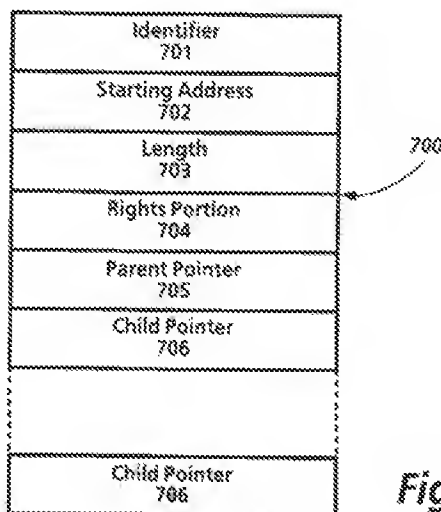 Identifier
701
Starting Address
702
Length
703
700
Rights Portion
704
Parent Pointer
705
Child Pointer
706
Child Pointer
706
Fig